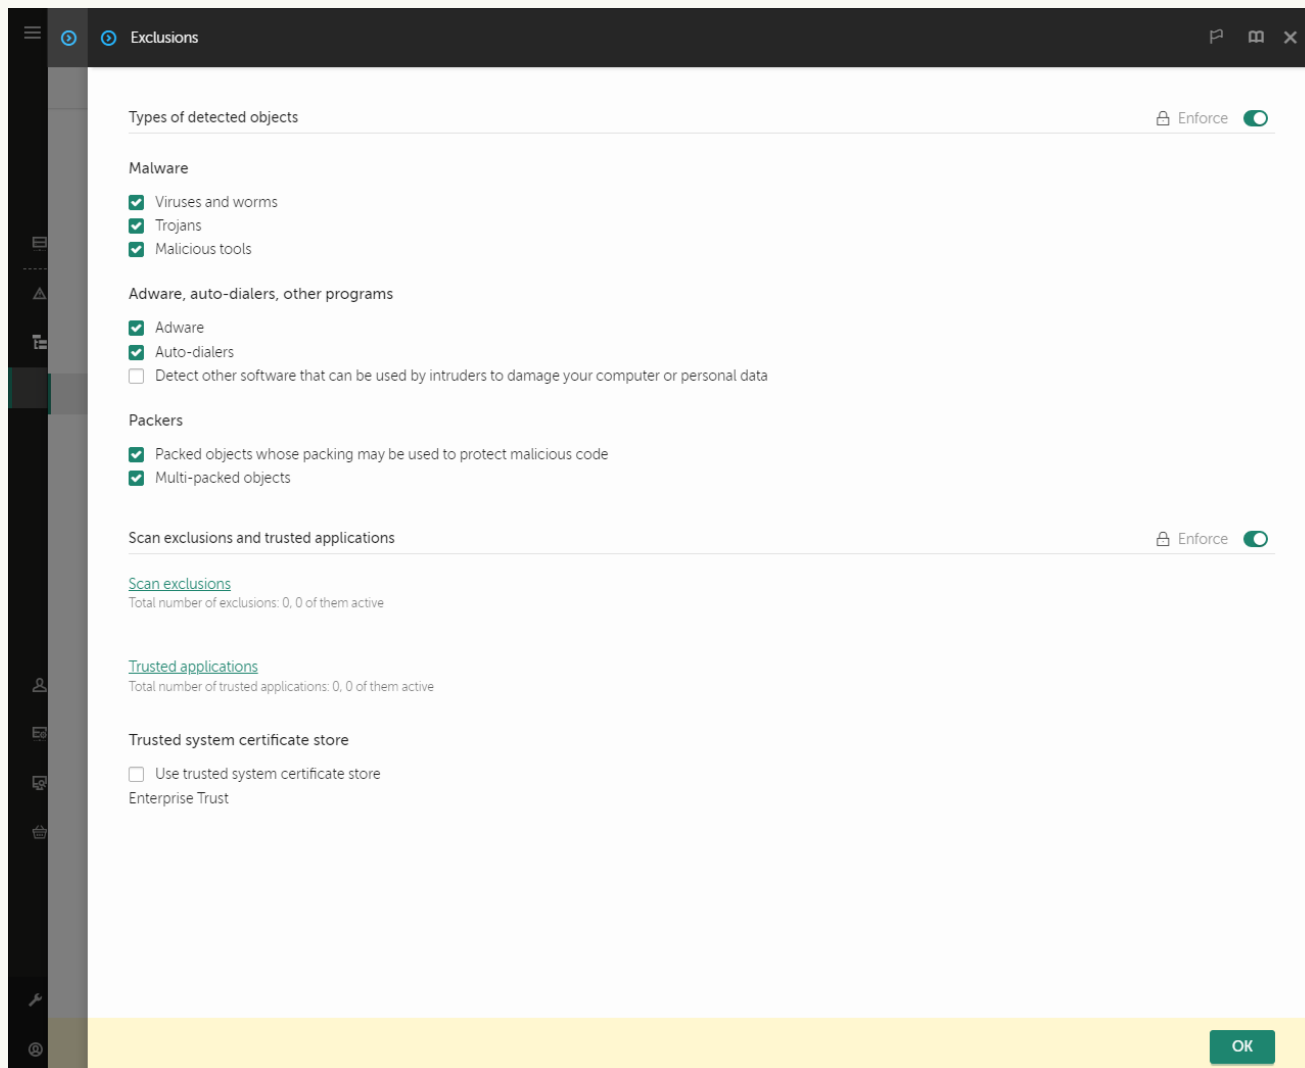 Exclusions
Types of detected objects
Enforce
Malware
Viruses and worms
Trojans
Malicious tools
Adware, auto-dialers, other programs
Adware
Auto-dialers
Detect other software that can be used by intruders to damage your computer or personal data
Packers
Packed objects whose packing may be used to protect malicious code
Multi-packed objects
Scan exclusions and trusted applications
Enforce
Scan exclusions
Total number of exclusions: 0, 0 of them active
Trusted applications
Total number of trusted applications: 0, 0 of them active
Trusted system certificate store
Use trusted system certificate store
Enterprise Trust
OK